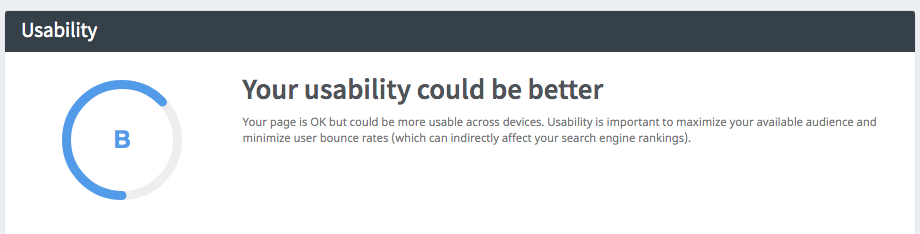 Usability
B
Your usability could be better
Your page is OK but could be more usable across devices. Usability is important to maximize your available audience and
minimize user bounce rates (which can indirectly affect your search engine rankings).